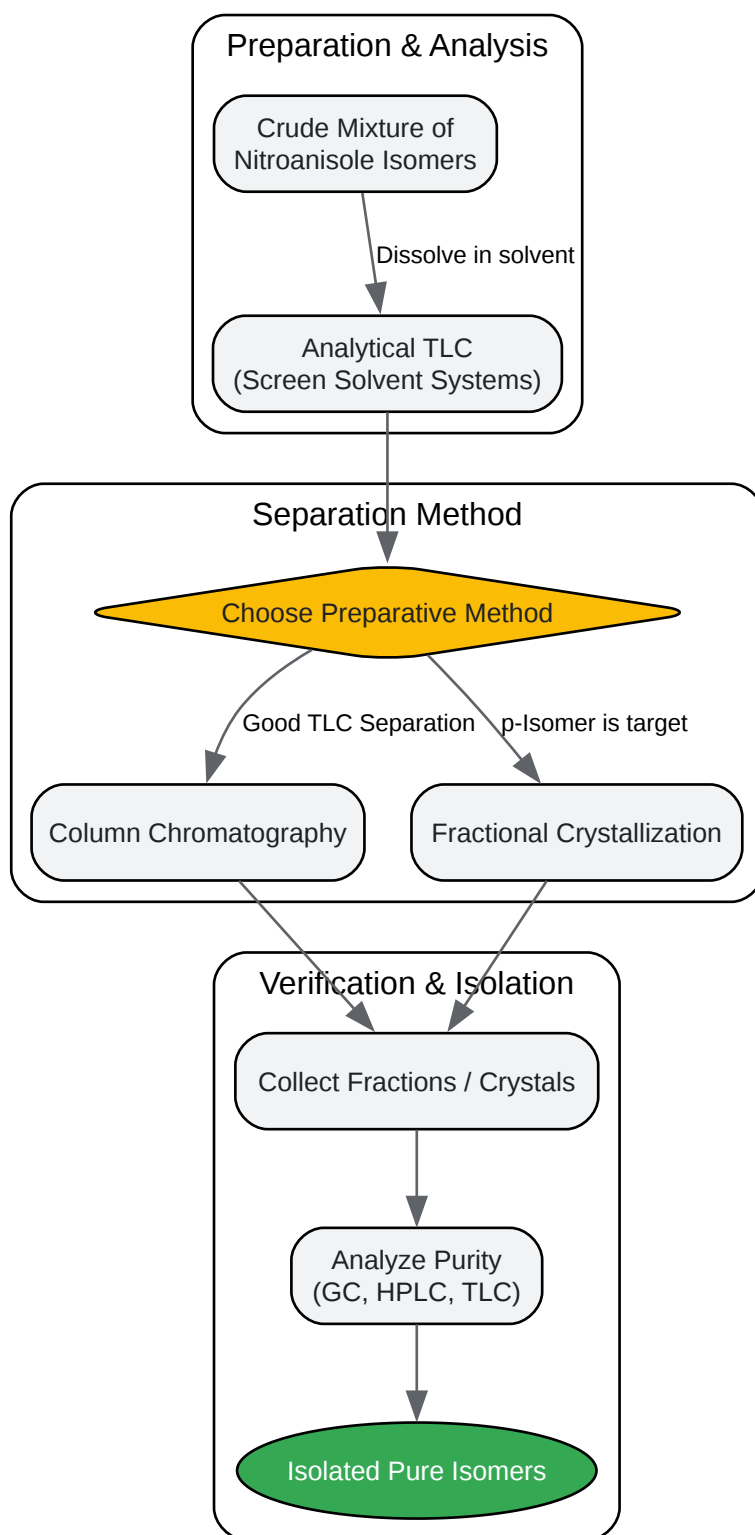 Preparation & Analysis
Crude Mixture of
Nitroanisole Isomers
Dissolve in solvent
Analytical TLC
(Screen Solvent Systems)
Separation Method
Choose Preparative Method
Good TLC Separation
p-Isomer is target
Column Chromatography
Fractional Crystallization
Verification & Isolation
Collect Fractions / Crystals
Analyze Purity
(GC, HPLC, TLC)
Isolated Pure Isomers